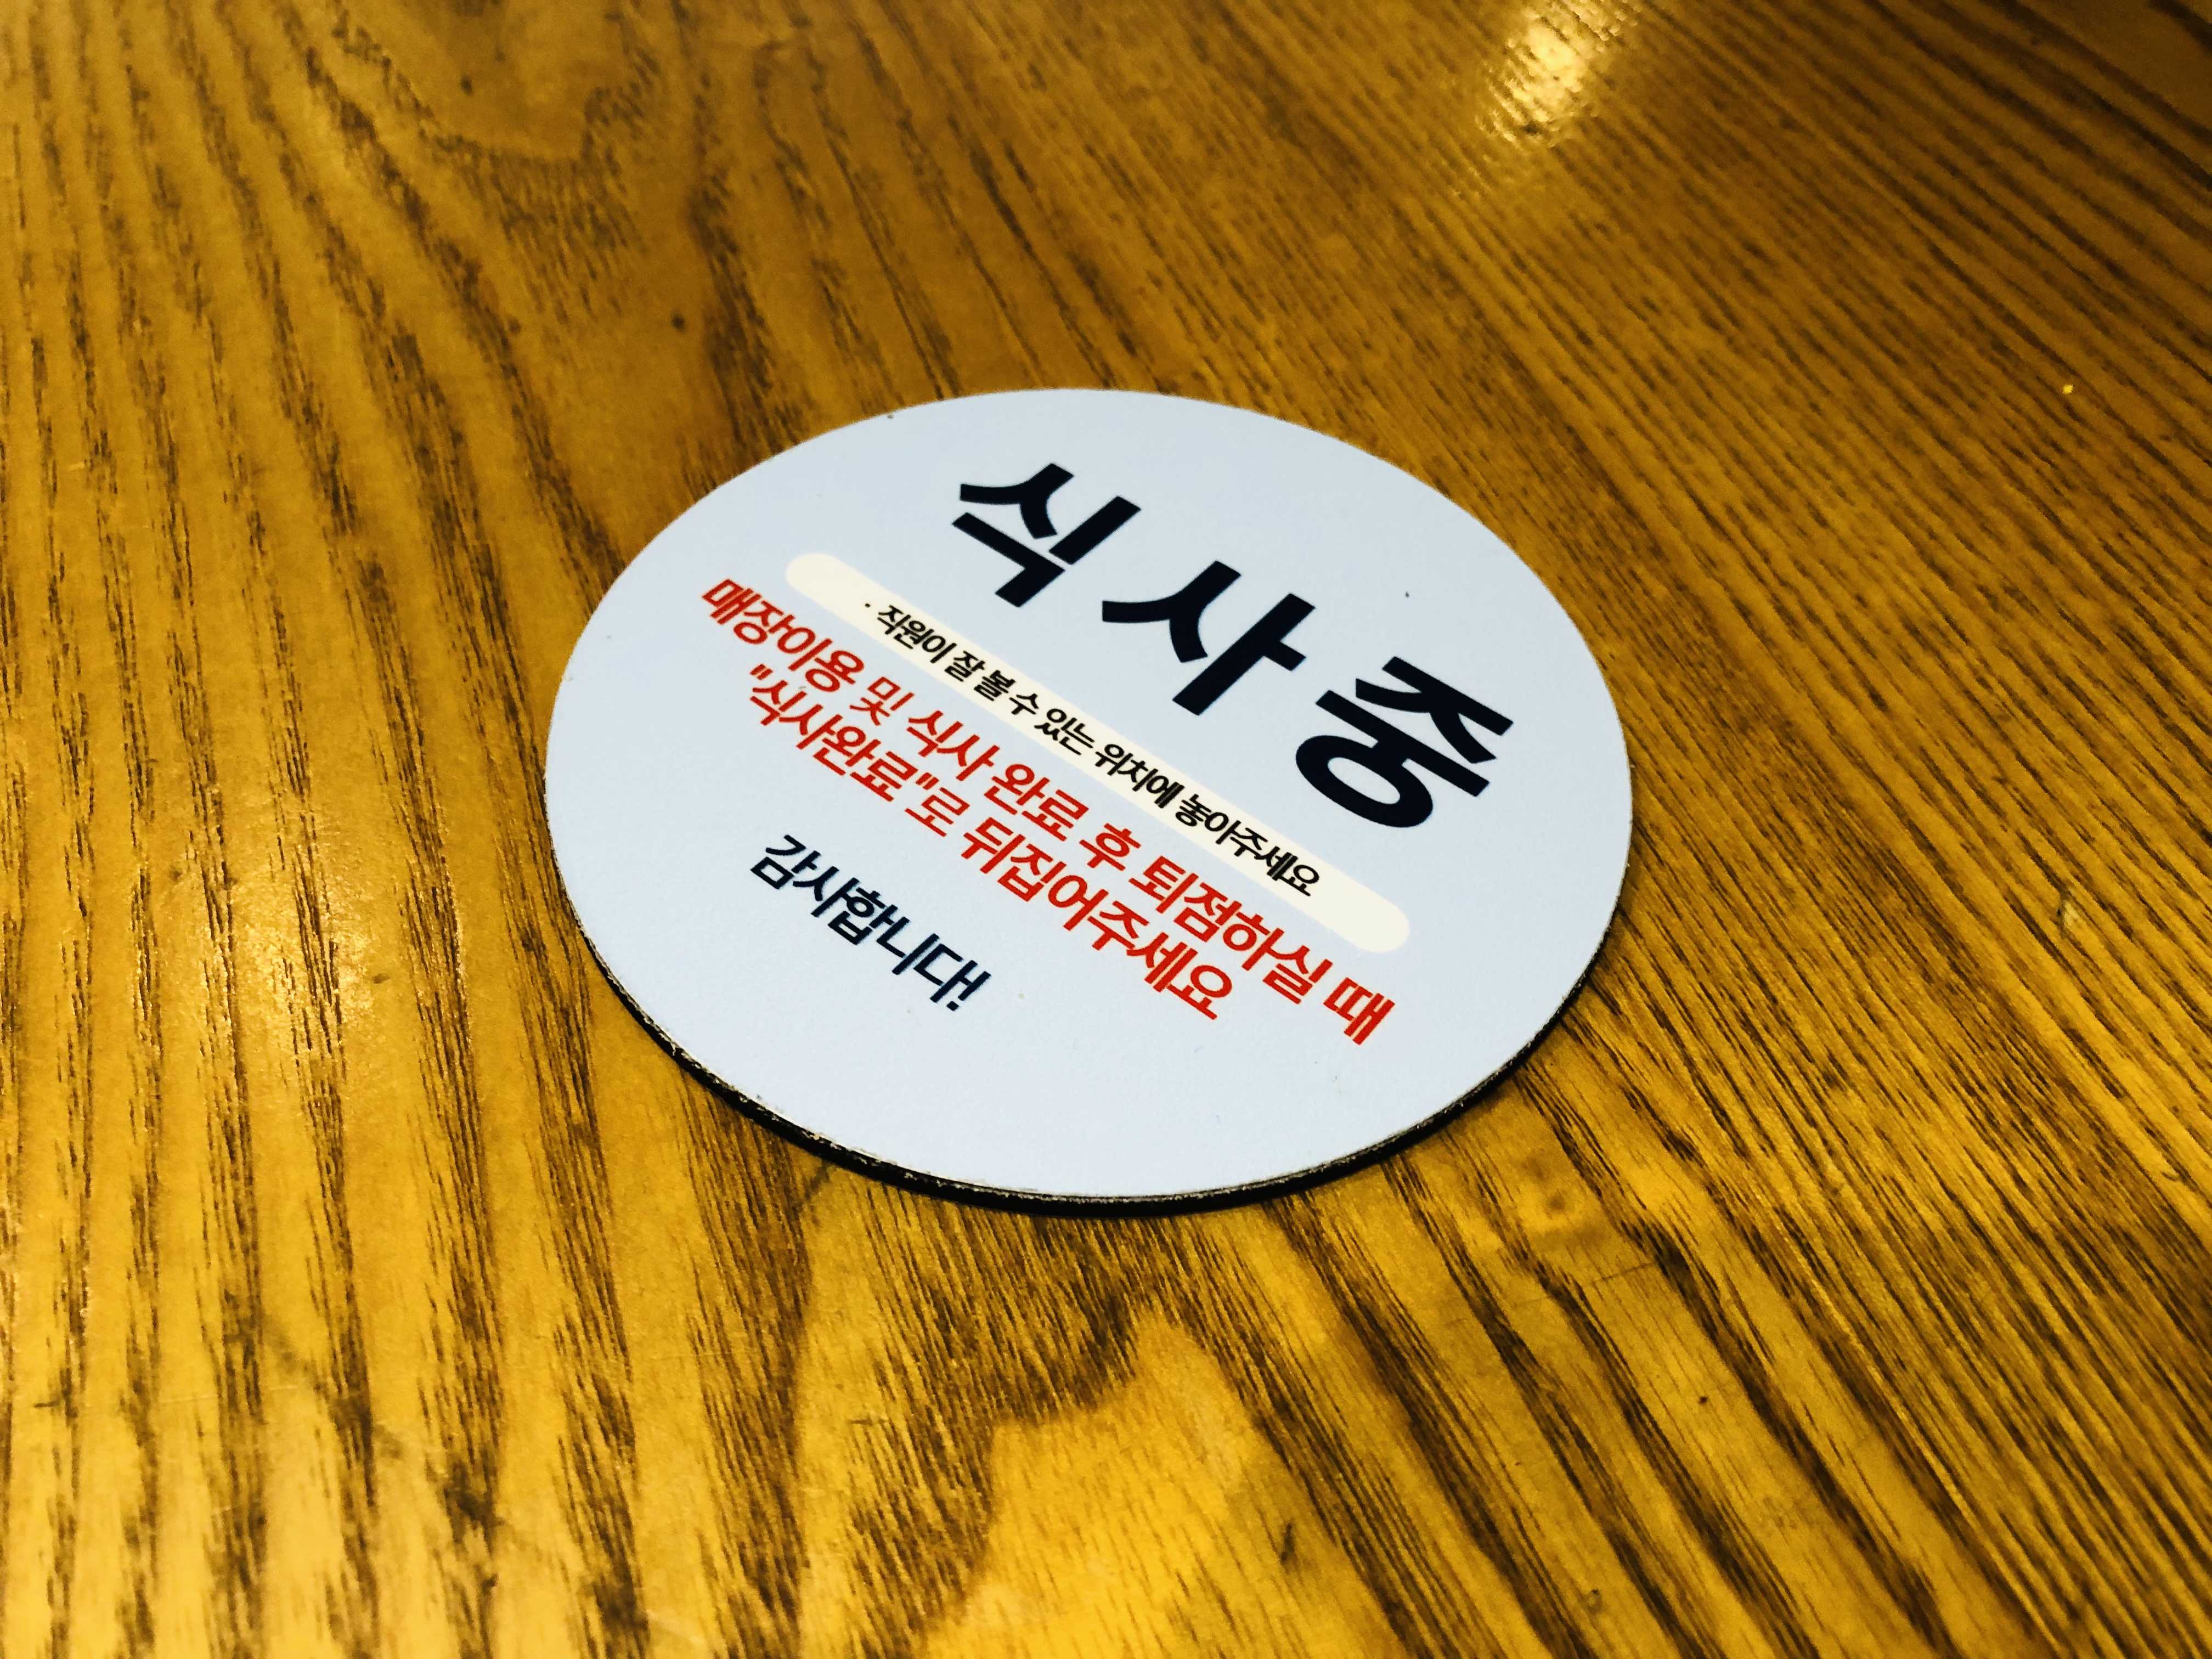 식사중
· 직원이 잘 볼 수 있는 위치에 놓아주세요
매장이용 및 식사 완료 후 퇴점하실 때
"식사완료"로 뒤집어주세요
감사합니다!